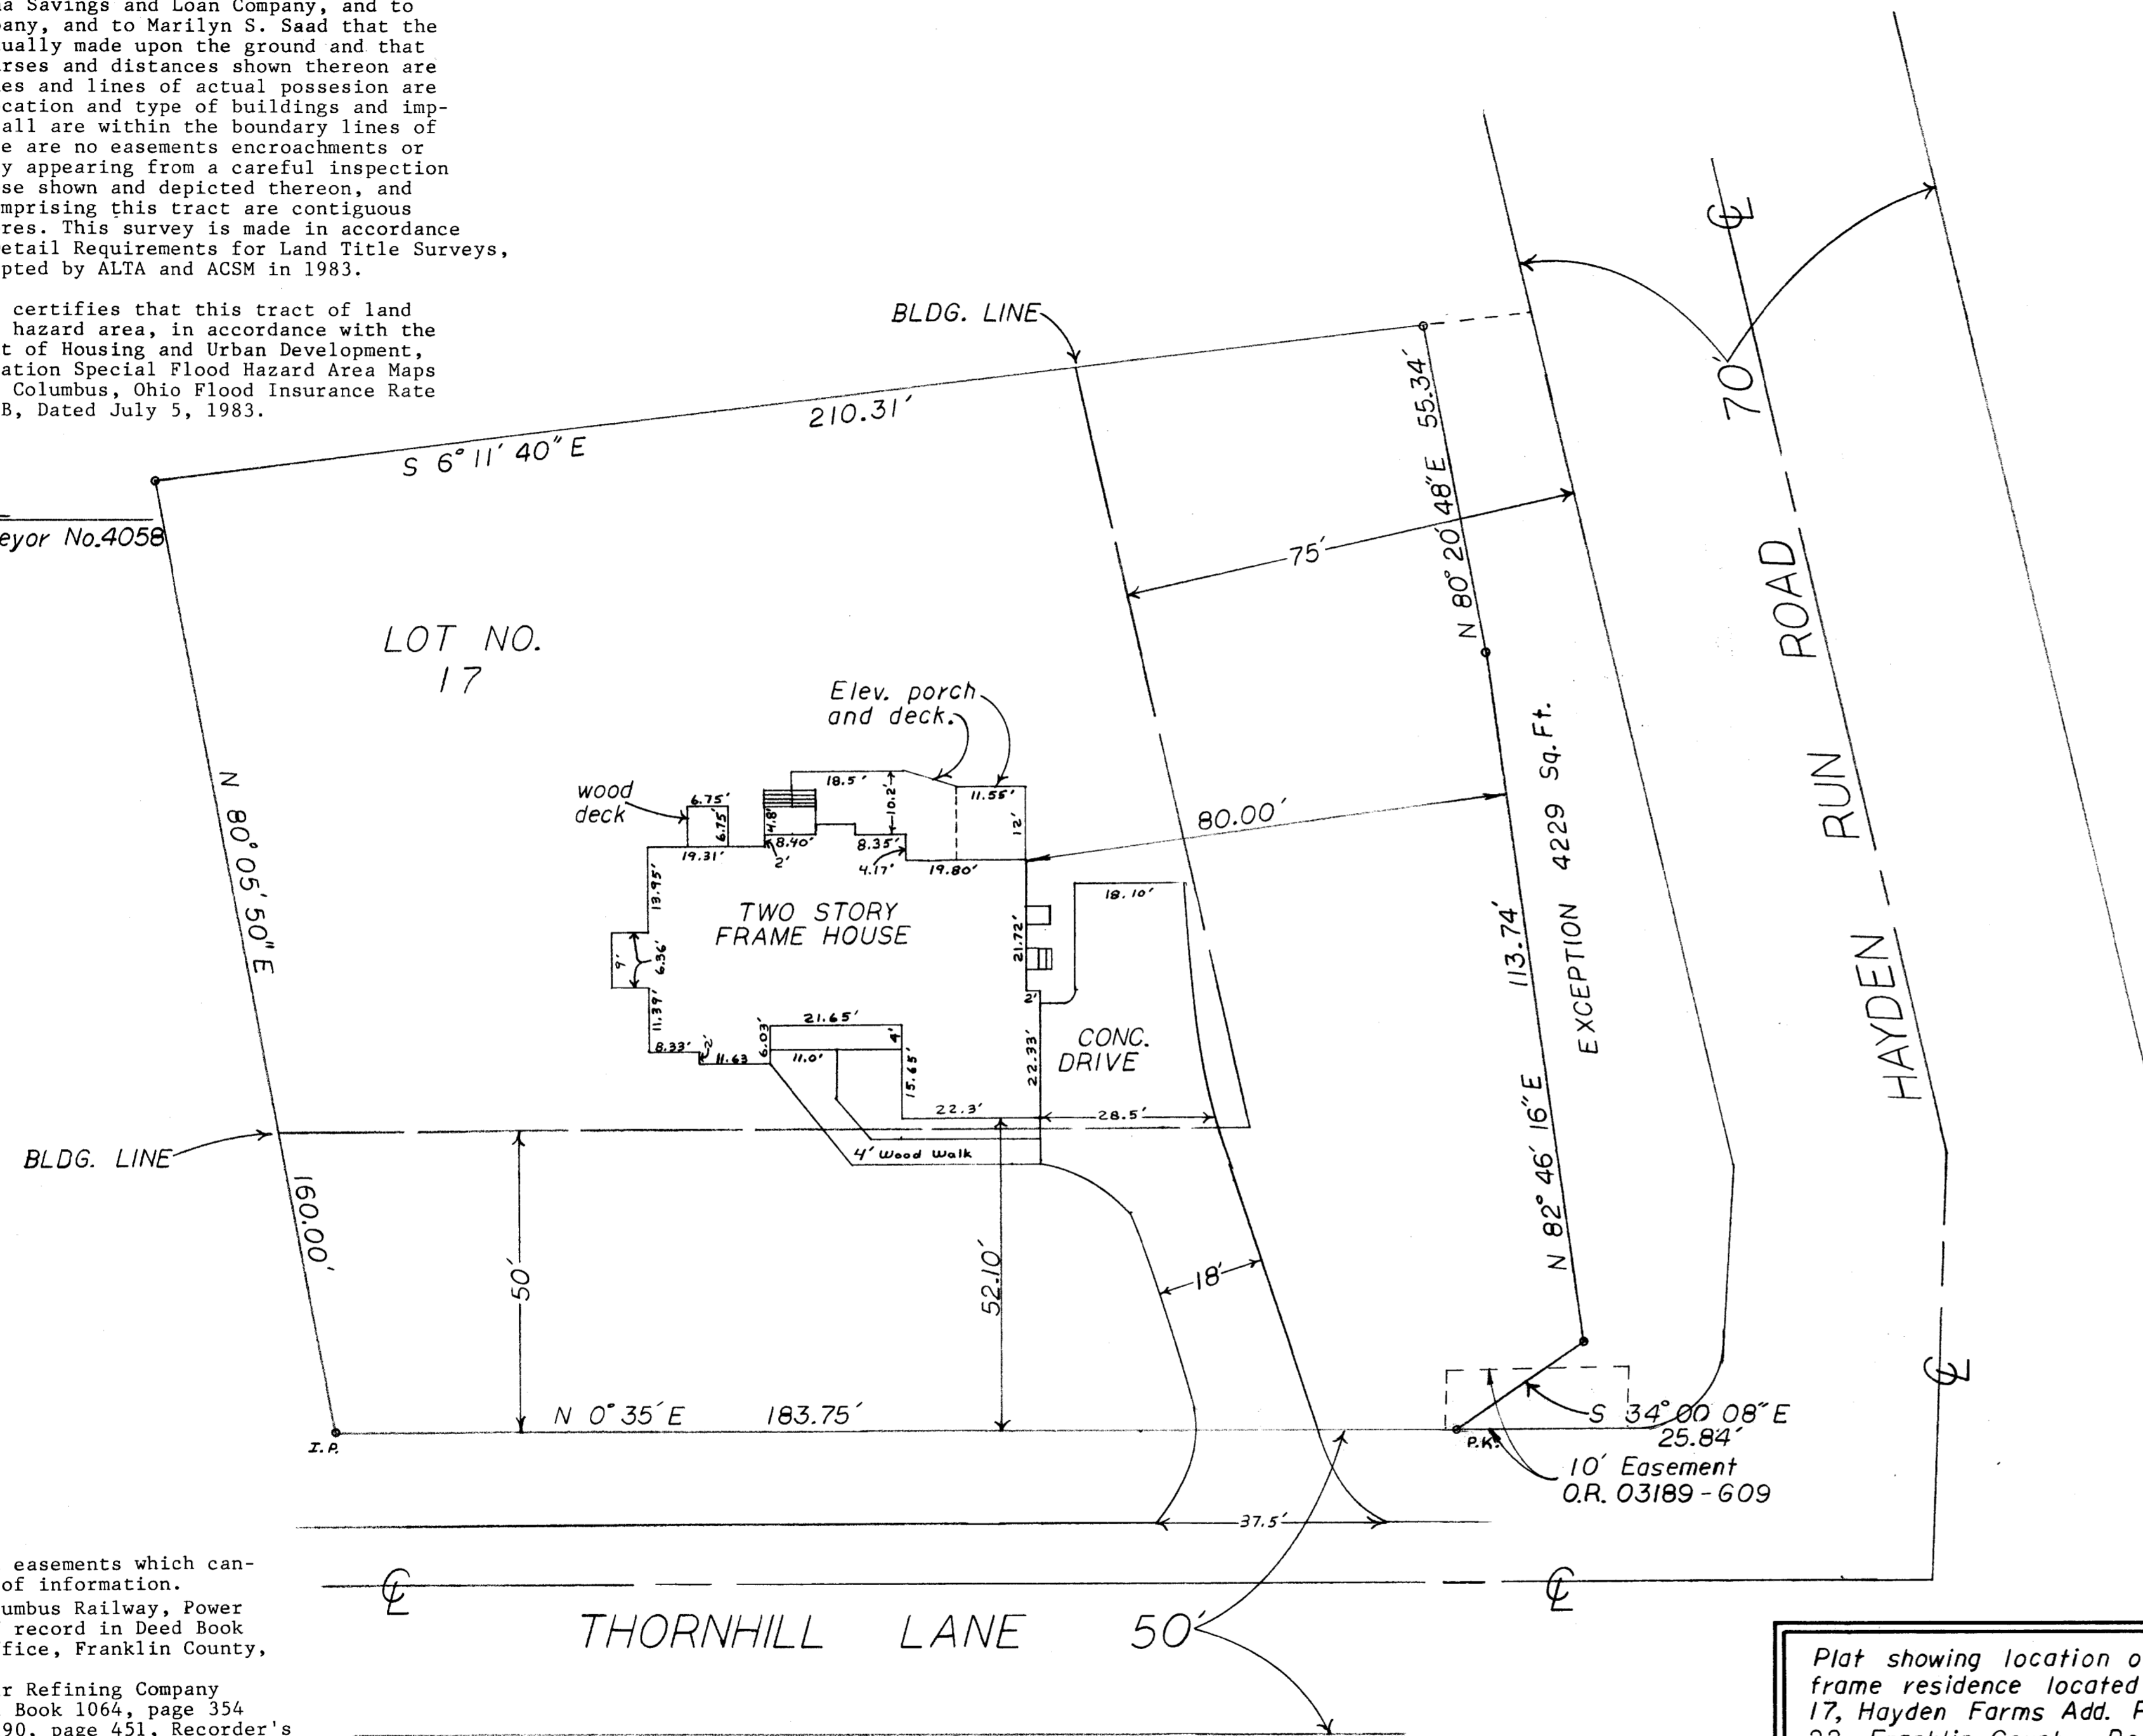 a Savings and Loan Company, and to
any, and to Marilyn S. Saad that the
ually made upon the ground and that
rses and distances shown thereon are
es and lines of actual possesion are
cation and type of buildings and imp-
all are within the boundary lines of
e are no easements encroachments or
y appearing from a careful inspection
se shown and depicted thereon, and
mprising this tract are contiguous
res. This survey is made in accordance
etail Requirements for Land Title Surveys,
pted by ALTA and ACSM in 1983.
certifies that this tract of land
hazard area, in accordance with the
t of Housing and Urban Development,
ation Special Flood Hazard Area Maps
Columbus, Ohio Flood Insurance Rate
B, Dated July 5, 1983.
eyor No.4058
BLDG. LINE
210.31'
S 6° 11' 40" E
N 80° 20' 48" E 55.34'
70'
75'
LOT NO.
17
Elev. porch
and deck.
wood
deck
6.75'
6.75'
18.5'
10.2'
11.55'
12'
4.8'
8.40'
8.35'
19.31'
2'
4.17'
19.80'
80.00'
13.95'
TWO STORY
FRAME HOUSE
18.10'
21.72'
9'
6.36'
2'
11.39'
21.65'
4'
6.03'
8.33'
2'
11.63
11.0'
15.65'
22.33'
CONC.
DRIVE
22.3'
28.5'
4' Wood Walk
N 80° 05' 50" E
160.00'
BLDG. LINE
50'
52.10'
18'
N 82° 46' 16" E 113.74'
EXCEPTION 4229 Sq. Ft.
HAYDEN RUN ROAD
N 0° 35' E 183.75'
I.P.
P.K.
S 34° 00' 08" E
25.84'
10' Easement
O.R. 03189-G09
37.5'
℄
℄
℄
℄
THORNHILL LANE 50'
easements which can-
of information.
umbus Railway, Power
record in Deed Book
fice, Franklin County,
r Refining Company
Book 1064, page 354
90, page 451, Recorder's
Plat showing location o
frame residence located
17, Hayden Farms Add.